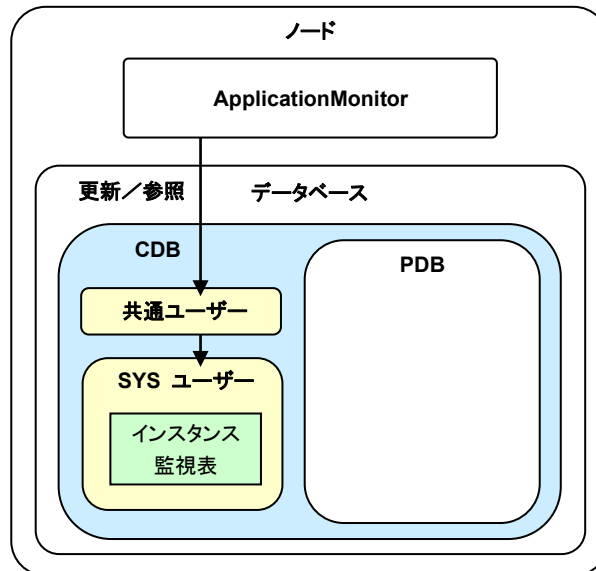 ノード
ApplicationMonitor
更新／参照
データベース
CDB
PDB
共通ユーザー
SYS ユーザー
インスタンス
監視表